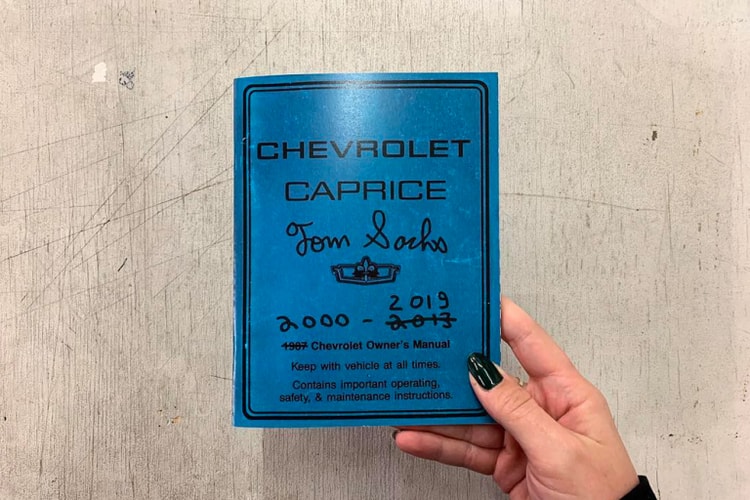 CHEVROLET
CAPRICE
Tom Sachs
2019
2000 - 2013
1987 Chevrolet Owner's Manual
Keep with vehicle at all times.
Contains important operating,
safety, & maintenance instructions.